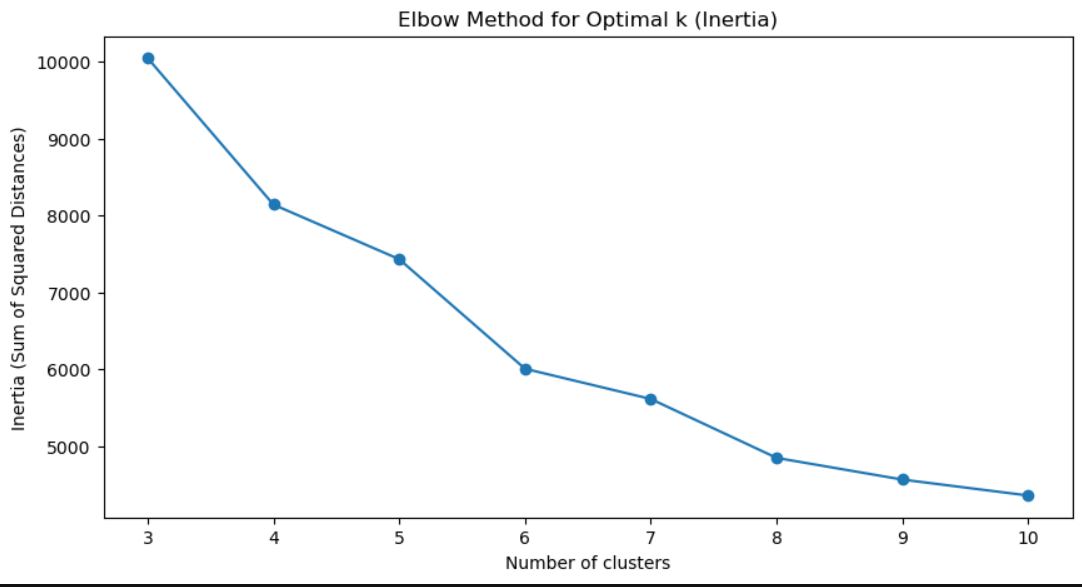 Elbow Method for Optimal k (Inertia)
Inertia (Sum of Squared Distances)
10000
9000
8000
7000
6000
5000
3 4 5 6 7 8 9 10
Number of clusters